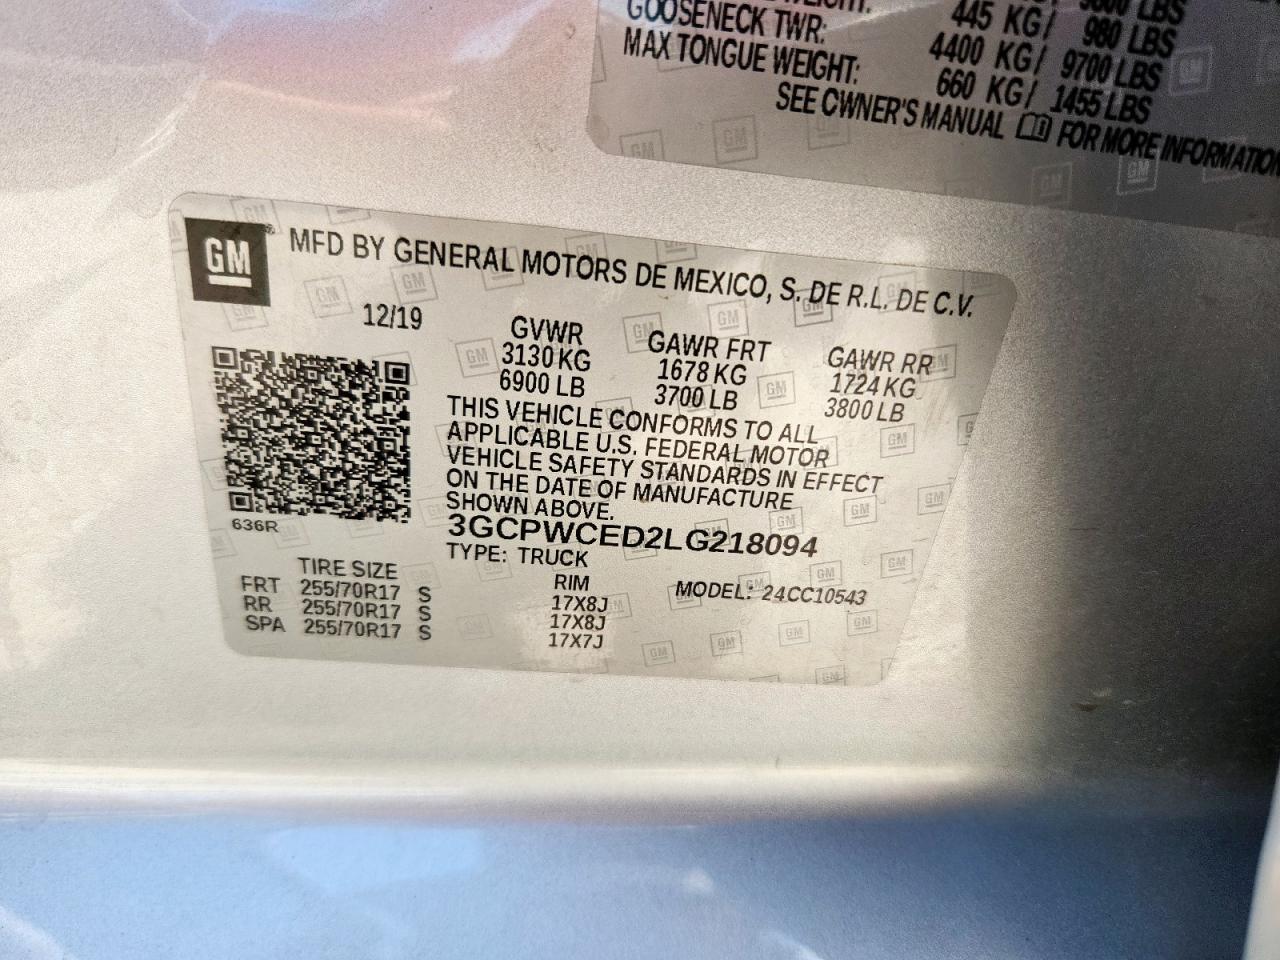 445 KG/ 980 LBS
GOOSENECK TWR: 4400 KG/ 9700 LBS
MAX TONGUE WEIGHT: 660 KG/ 1455 LBS
SEE OWNER'S MANUAL FOR MORE INFORMATION
GM ® MFD BY GENERAL MOTORS DE MEXICO, S. DE R.L. DE C.V.
12/19 GVWR GAWR FRT GAWR RR
3130 KG 1678 KG 1724 KG
6900 LB 3700 LB 3800 LB
THIS VEHICLE CONFORMS TO ALL
APPLICABLE U.S. FEDERAL MOTOR
VEHICLE SAFETY STANDARDS IN EFFECT
ON THE DATE OF MANUFACTURE
SHOWN ABOVE.
636R
3GCPWCED2LG218094
TYPE: TRUCK
TIRE SIZE RIM MODEL: 24CC10543
FRT 255/70R17 S 17X8J
RR 255/70R17 S 17X8J
SPA 255/70R17 S 17X7J